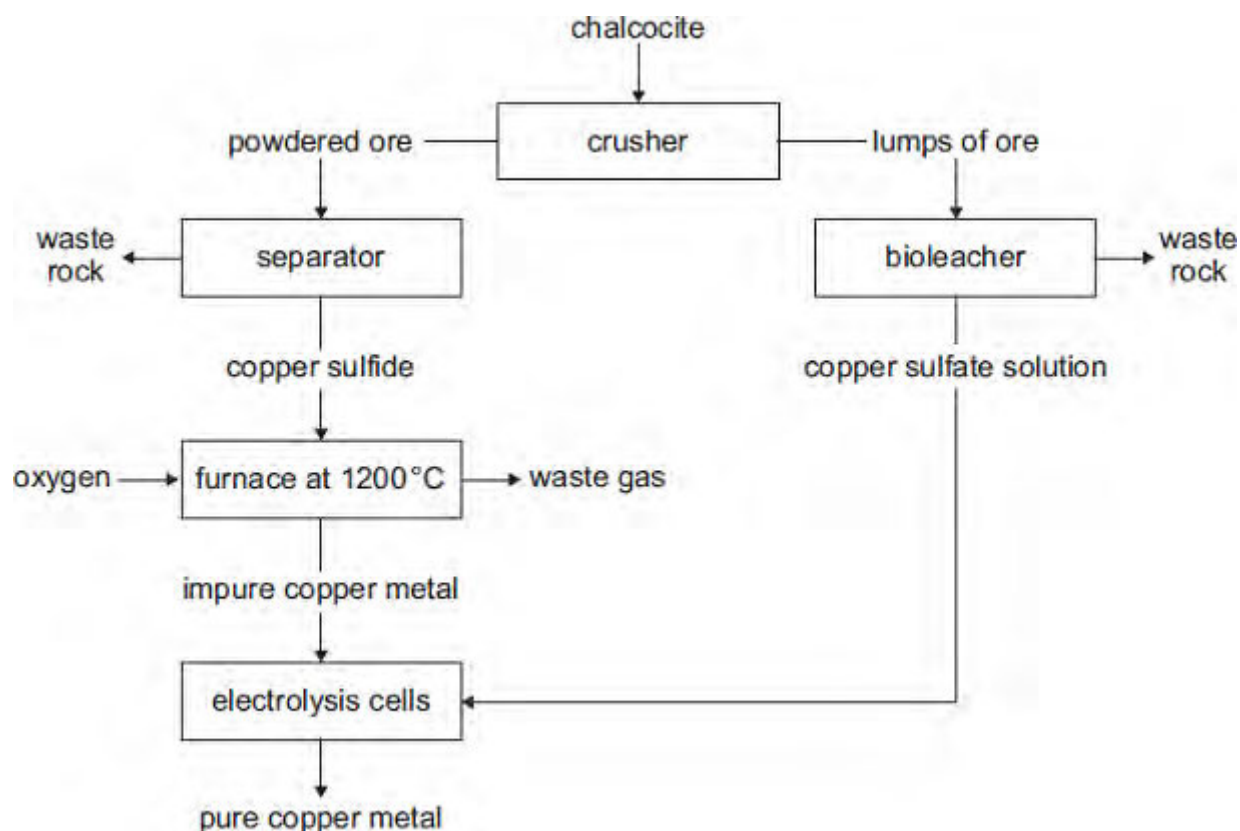 chalcocite
powdered ore
crusher
lumps of ore
waste
rock
separator
bioleacher
waste
rock
copper sulfide
copper sulfate solution
oxygen
furnace at 1200°C
waste gas
impure copper metal
electrolysis cells
pure copper metal